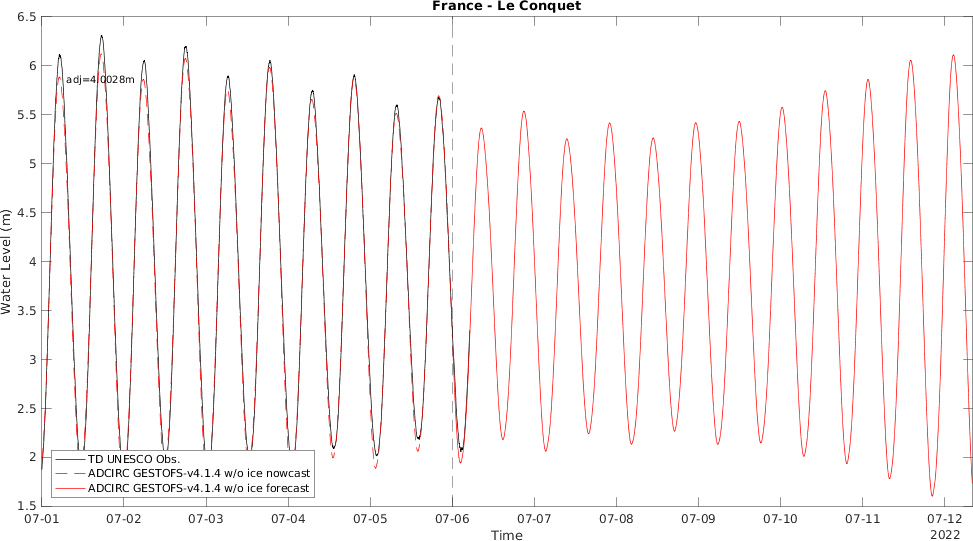 France - Le Conquet
6.5
6
5.5
5
4.5
4
3.5
3
2.5
2
1.5
Water Level (m)
adj=4.0028m
TD UNESCO Obs.
ADCIRC GESTOFS-v4.1.4 w/o ice nowcast
ADCIRC GESTOFS-v4.1.4 w/o ice forecast
07-01 07-02 07-03 07-04 07-05 07-06 07-07 07-08 07-09 07-10 07-11 07-12
Time 2022